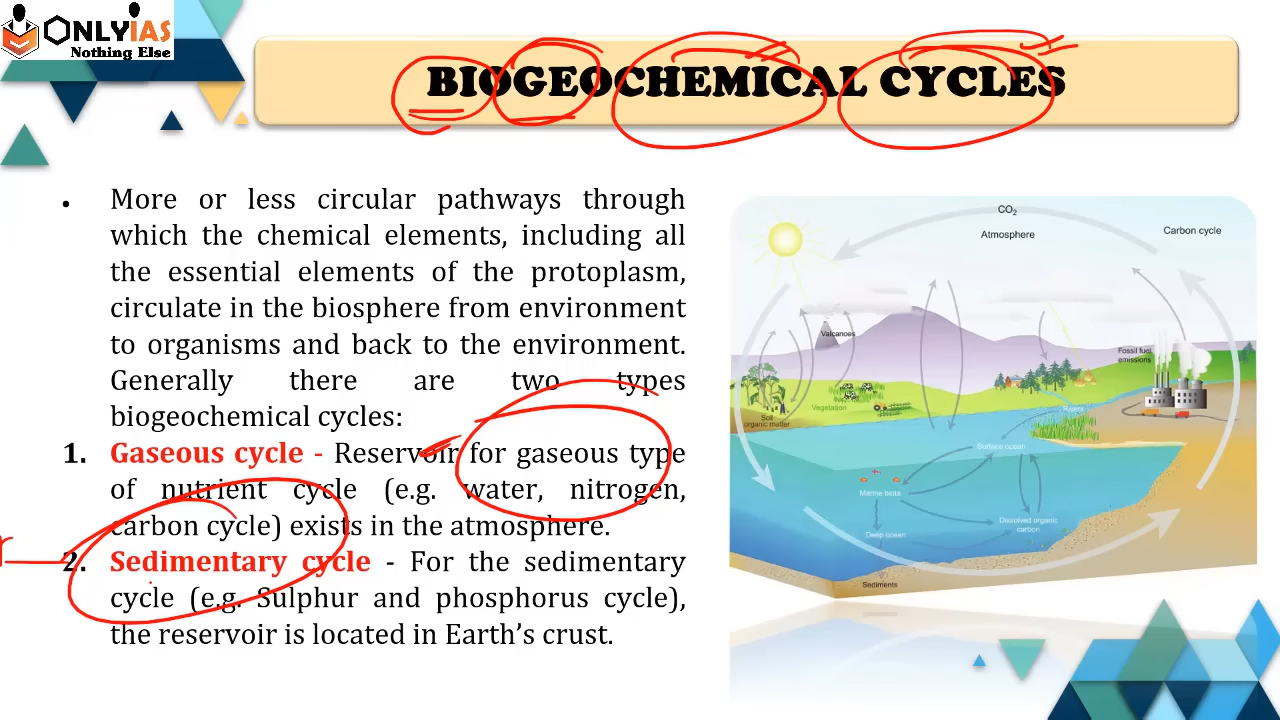 ONLYIAS
Nothing Else
BIOGEOCHEMICAL CYCLES
• More or less circular pathways through
which the chemical elements, including all
the essential elements of the protoplasm,
circulate in the biosphere from environment
to organisms and back to the environment.
Generally there are two types
biogeochemical cycles:
1. Gaseous cycle - Reservoir for gaseous type
of nutrient cycle (e.g. water, nitrogen,
carbon cycle) exists in the atmosphere.
2. Sedimentary cycle - For the sedimentary
cycle (e.g. Sulphur and phosphorus cycle),
the reservoir is located in Earth's crust.
CO₂
Atmosphere
Carbon cycle
Volcanoes
Fossil fuel
emissions
Vegetation
Soil
organic matter
Rivers
Surface ocean
Marine biota
Dissolved organic
carbon
Deep ocean
Sediments